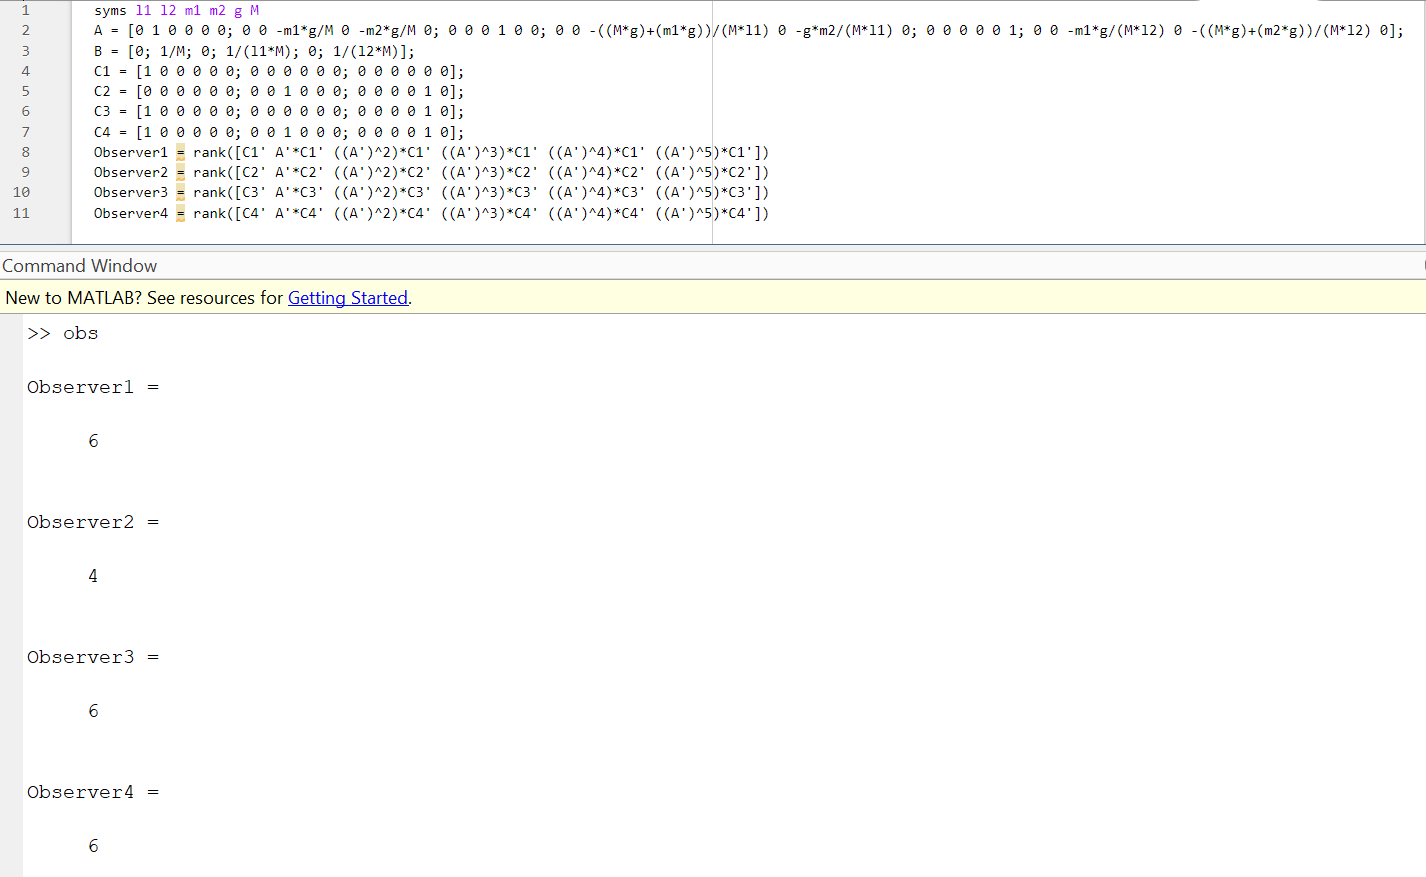 1 syms l1 l2 m1 m2 g M
2 A = [0 1 0 0 0 0; 0 0 -m1*g/M 0 -m2*g/M 0; 0 0 0 1 0 0; 0 0 -((M*g)+(m1*g))/(M*l1) 0 -g*m2/(M*l1) 0; 0 0 0 0 0 1; 0 0 -m1*g/(M*l2) 0 -((M*g)+(m2*g))/(M*l2) 0];
3 B = [0; 1/M; 0; 1/(l1*M); 0; 1/(l2*M)];
4 C1 = [1 0 0 0 0 0; 0 0 0 0 0 0; 0 0 0 0 0 0];
5 C2 = [0 0 0 0 0 0; 0 0 1 0 0 0; 0 0 0 0 1 0];
6 C3 = [1 0 0 0 0 0; 0 0 0 0 0 0; 0 0 0 0 1 0];
7 C4 = [1 0 0 0 0 0; 0 0 1 0 0 0; 0 0 0 0 1 0];
8 Observer1 = rank([C1' A'*C1' ((A')^2)*C1' ((A')^3)*C1' ((A')^4)*C1' ((A')^5)*C1'])
9 Observer2 = rank([C2' A'*C2' ((A')^2)*C2' ((A')^3)*C2' ((A')^4)*C2' ((A')^5)*C2'])
10 Observer3 = rank([C3' A'*C3' ((A')^2)*C3' ((A')^3)*C3' ((A')^4)*C3' ((A')^5)*C3'])
11 Observer4 = rank([C4' A'*C4' ((A')^2)*C4' ((A')^3)*C4' ((A')^4)*C4' ((A')^5)*C4'])
Command Window
New to MATLAB? See resources for Getting Started.
>> obs
Observer1 =
6
Observer2 =
4
Observer3 =
6
Observer4 =
6